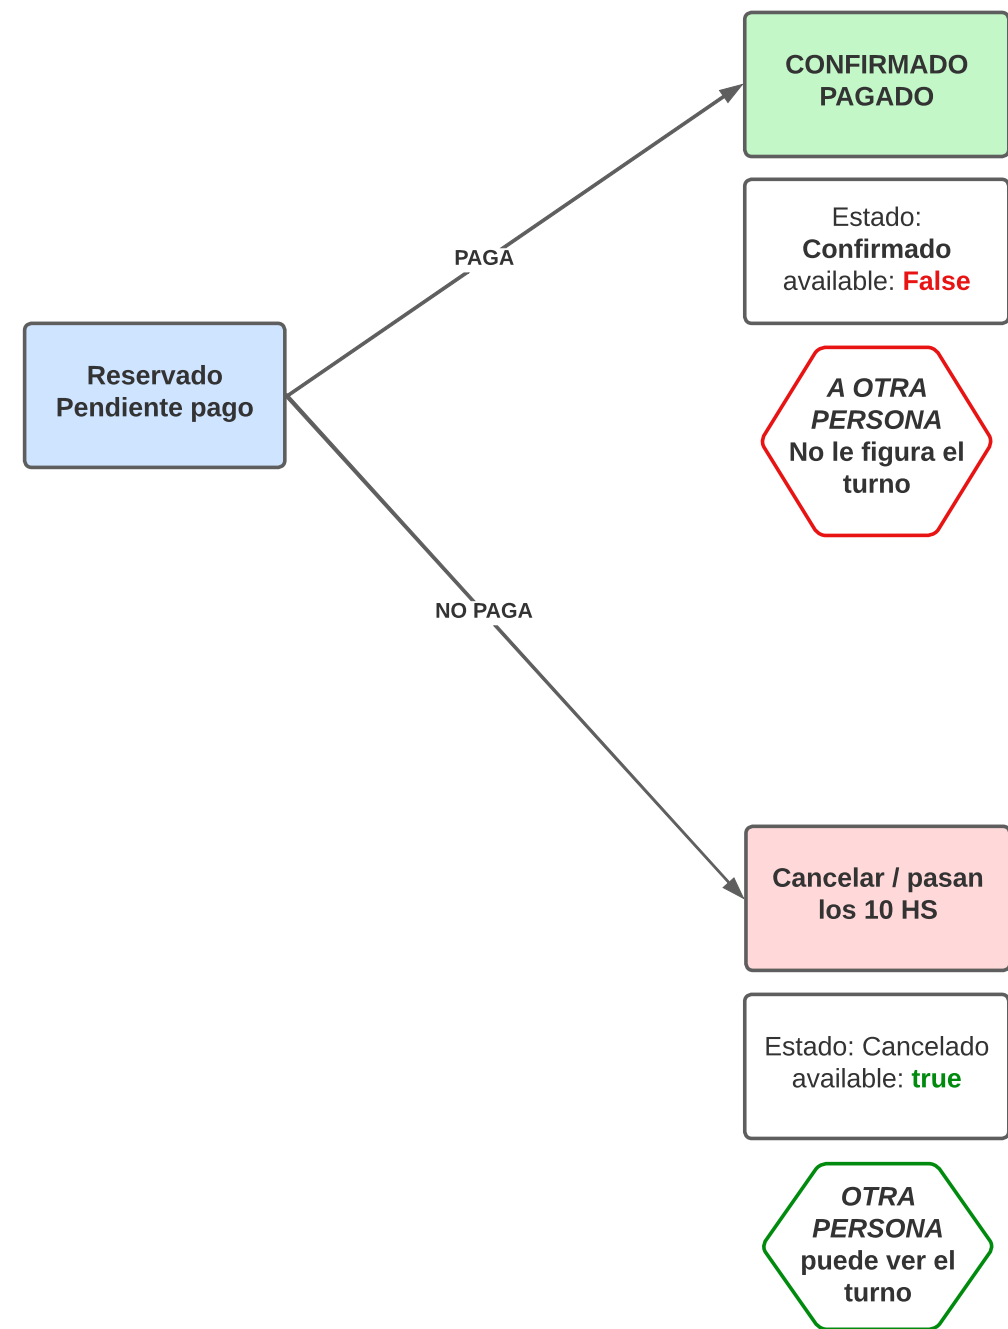 CONFIRMADO
PAGADO
Estado:
Confirmado
available: False
PAGA
Reservado
Pendiente pago
A OTRA
PERSONA
No le figura el
turno
NO PAGA
Cancelar / pasan
los 10 HS
Estado: Cancelado
available: true
OTRA
PERSONA
puede ver el
turno